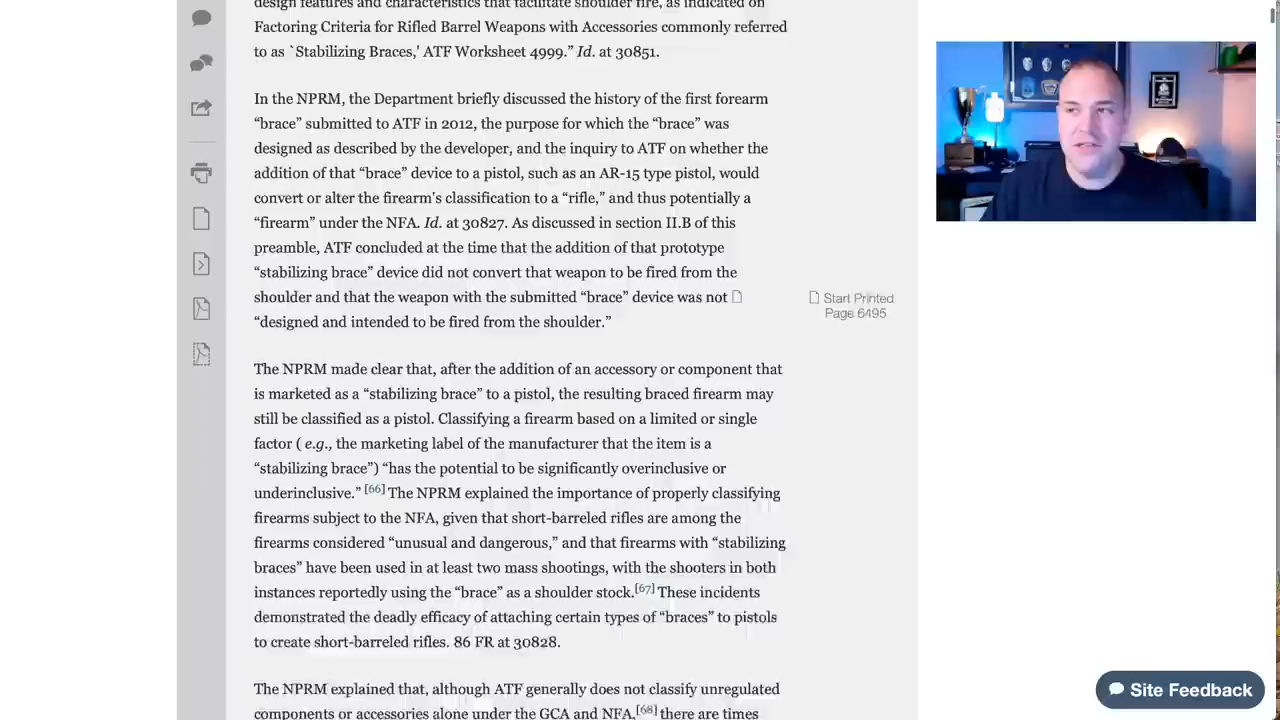 design features and characteristics that facilitate shoulder fire, as indicated on
Factoring Criteria for Rifled Barrel Weapons with Accessories commonly referred
to as `Stabilizing Braces,' ATF Worksheet 4999.” Id. at 30851.
In the NPRM, the Department briefly discussed the history of the first forearm
“brace” submitted to ATF in 2012, the purpose for which the “brace” was
designed as described by the developer, and the inquiry to ATF on whether the
addition of that “brace” device to a pistol, such as an AR-15 type pistol, would
convert or alter the firearm's classification to a “rifle,” and thus potentially a
“firearm” under the NFA. Id. at 30827. As discussed in section II.B of this
preamble, ATF concluded at the time that the addition of that prototype
“stabilizing brace” device did not convert that weapon to be fired from the
shoulder and that the weapon with the submitted “brace” device was not
“designed and intended to be fired from the shoulder.”
Start Printed
Page 6495
The NPRM made clear that, after the addition of an accessory or component that
is marketed as a “stabilizing brace” to a pistol, the resulting braced firearm may
still be classified as a pistol. Classifying a firearm based on a limited or single
factor ( e.g., the marketing label of the manufacturer that the item is a
“stabilizing brace”) “has the potential to be significantly overinclusive or
underinclusive.” [66] The NPRM explained the importance of properly classifying
firearms subject to the NFA, given that short-barreled rifles are among the
firearms considered “unusual and dangerous,” and that firearms with “stabilizing
braces” have been used in at least two mass shootings, with the shooters in both
instances reportedly using the “brace” as a shoulder stock.[67] These incidents
demonstrated the deadly efficacy of attaching certain types of “braces” to pistols
to create short-barreled rifles. 86 FR at 30828.
The NPRM explained that, although ATF generally does not classify unregulated
components or accessories alone under the GCA and NFA,[68] there are times
Site Feedback